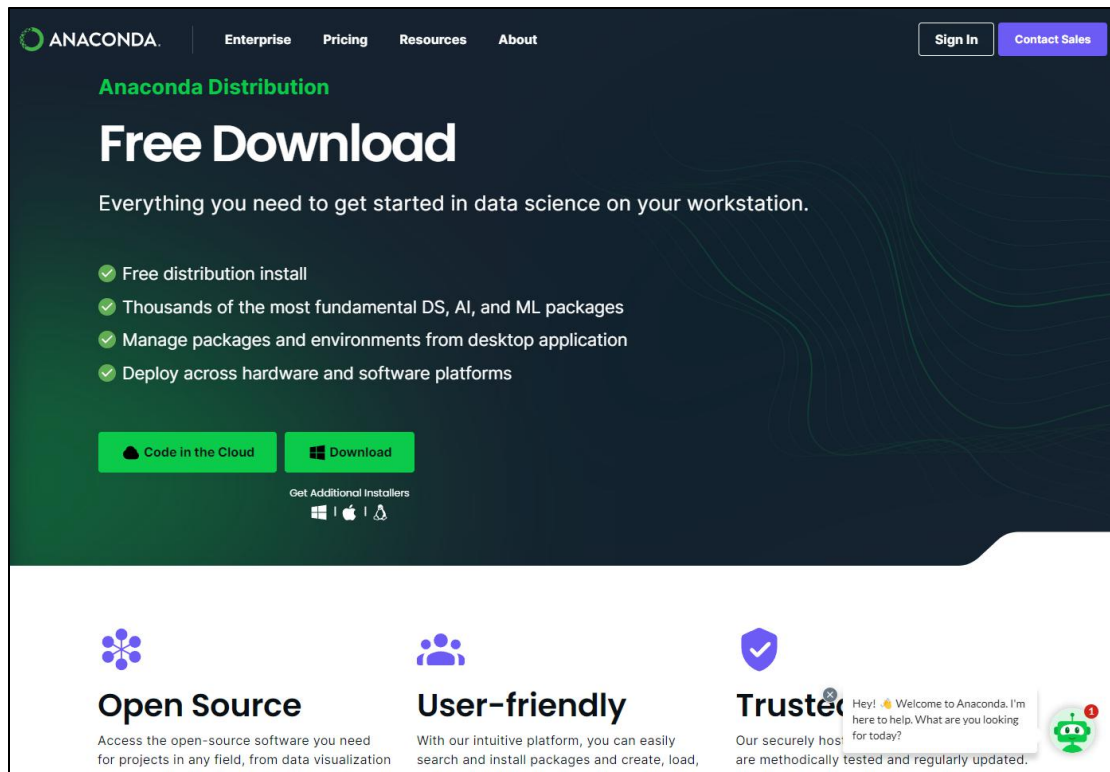 ANACONDA.
Enterprise Pricing Resources About
Sign In
Contact Sales
Anaconda Distribution
Free Download
Everything you need to get started in data science on your workstation.
Free distribution install
Thousands of the most fundamental DS, AI, and ML packages
Manage packages and environments from desktop application
Deploy across hardware and software platforms
Code in the Cloud
Download
Get Additional Installers
Open Source
Access the open-source software you need
for projects in any field, from data visualization
User-friendly
With our intuitive platform, you can easily
search and install packages and create, load,
Trusted
Our securely
are methodically tested and regularly updated.
Hey! 👋 Welcome to Anaconda. I'm
here to help. What are you looking
for today?
1